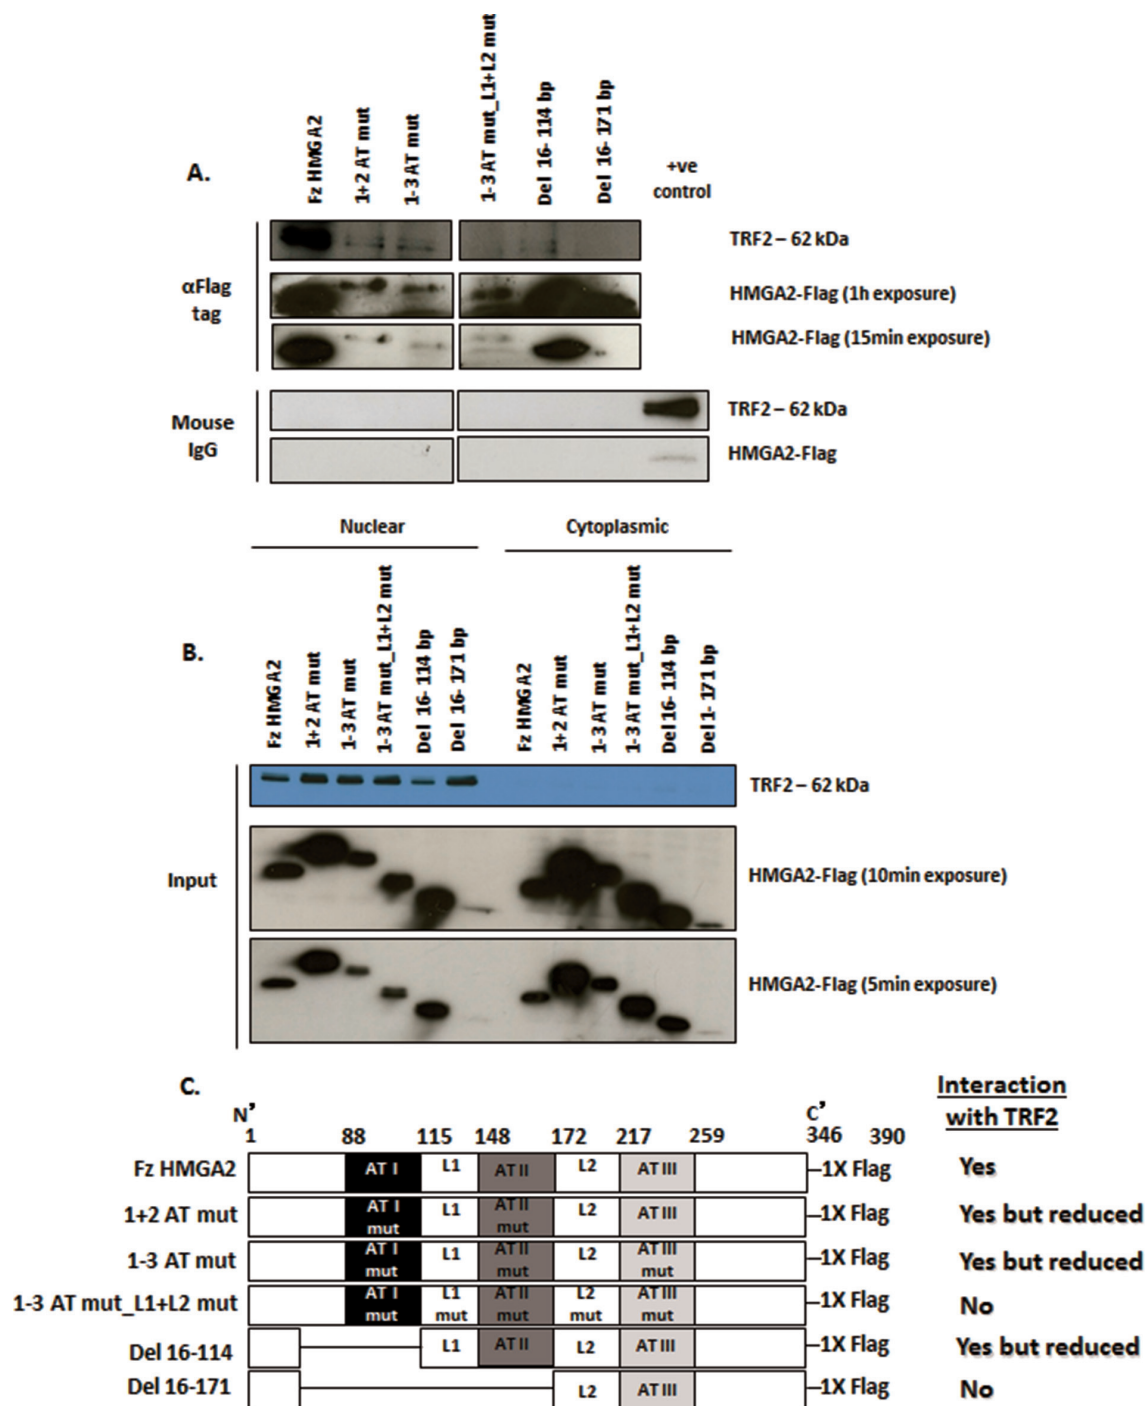 A.
Fz HMGA2
1+2 AT mut
1-3 AT mut
1-3 AT mut_L1+L2 mut
Del 16-114 bp
Del 16-171 bp
+ve
control
αFlag
tag
TRF2 – 62 kDa
HMGA2-Flag (1h exposure)
HMGA2-Flag (15min exposure)
Mouse
IgG
TRF2 – 62 kDa
HMGA2-Flag
Nuclear
Cytoplasmic
B.
Fz HMGA2
1+2 AT mut
1-3 AT mut
1-3 AT mut_L1+L2 mut
Del 16-114 bp
Del 16-171 bp
Fz HMGA2
1+2 AT mut
1-3 AT mut
1-3 AT mut_L1+L2 mut
Del16-114 bp
Del 1-171 bp
Input
TRF2 – 62 kDa
HMGA2-Flag (10min exposure)
HMGA2-Flag (5min exposure)
C.
Interaction
with TRF2
N' C'
1 88 115 148 172 217 259 346 390
Fz HMGA2 AT I L1 AT II L2 AT III 1X Flag Yes
1+2 AT mut AT I mut L1 AT II mut L2 AT III 1X Flag Yes but reduced
1-3 AT mut AT I mut L1 AT II mut L2 AT III mut 1X Flag Yes but reduced
1-3 AT mut_L1+L2 mut AT I mut L1 mut AT II mut L2 mut AT III mut 1X Flag No
Del 16-114 L1 AT II L2 AT III 1X Flag Yes but reduced
Del 16-171 L2 AT III 1X Flag No